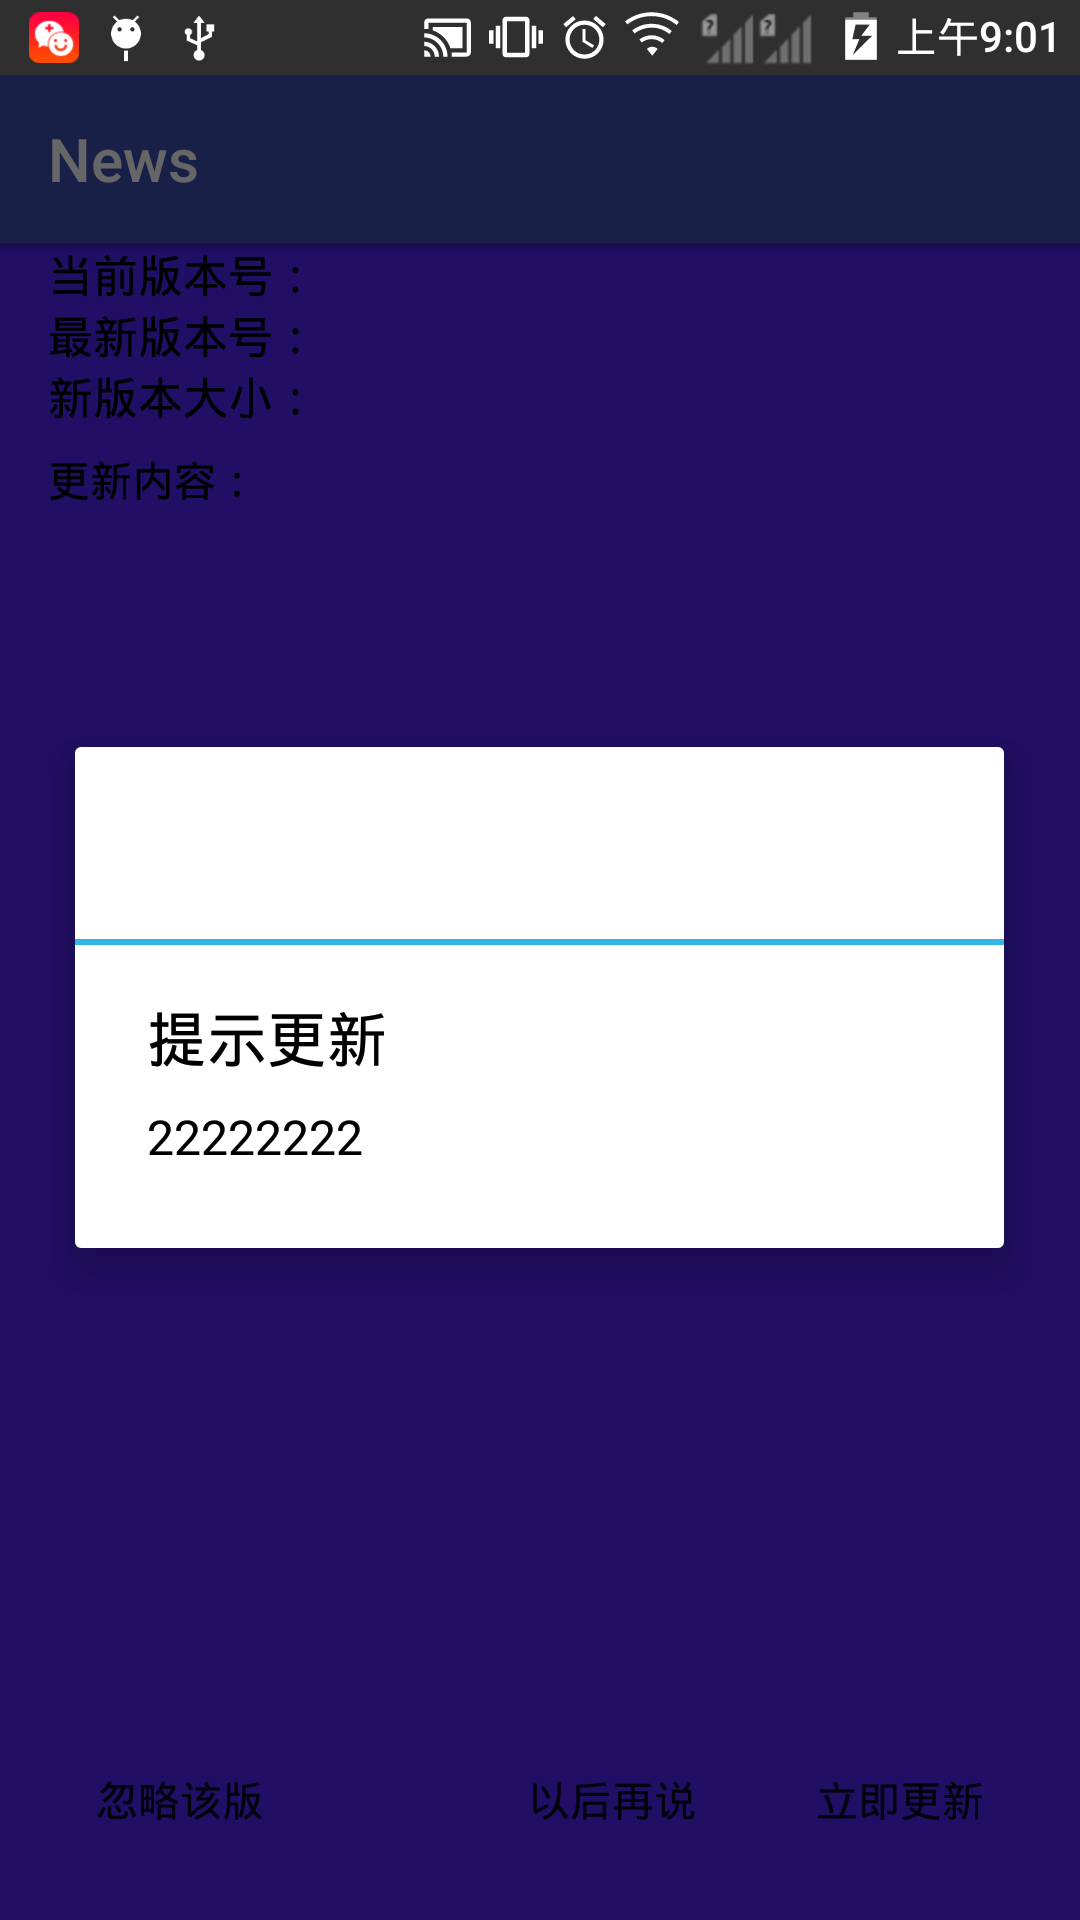 上午9:01
News
当前版本号：
最新版本号：
新版本大小：
更新内容：
提示更新
22222222
忽略该版 以后再说 立即更新